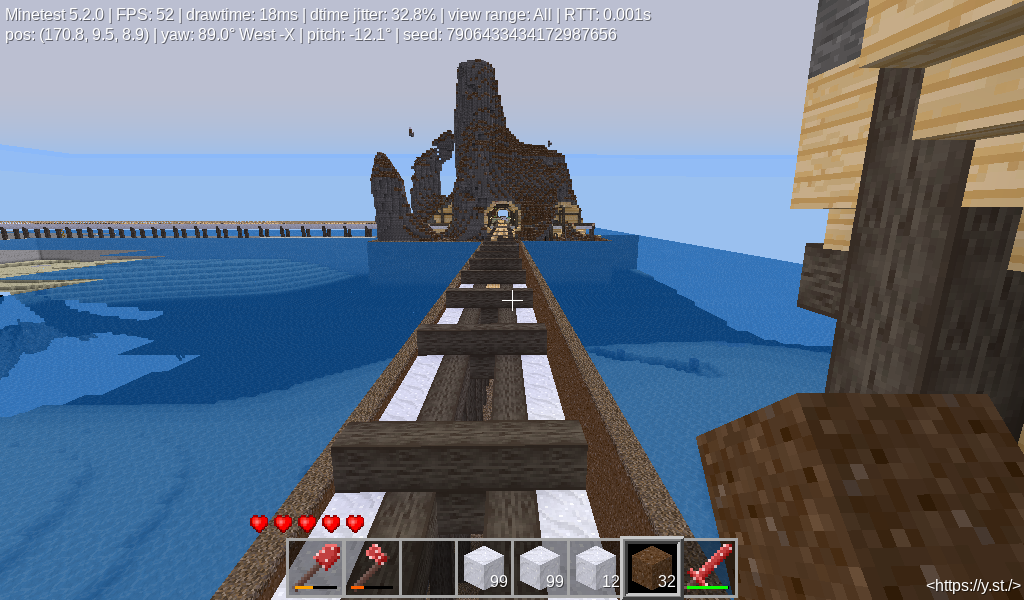 Minetest 5.2.0 | FPS: 52 | drawtime: 18ms | dtime jitter: 32.8% | view range: All | RTT: 0.001s
pos: (170.8, 9.5, 8.9) | yaw: 89.0° West -X | pitch: -12.1° | seed: 7906433434172987656
99 99 12 32
<https://y.st./>